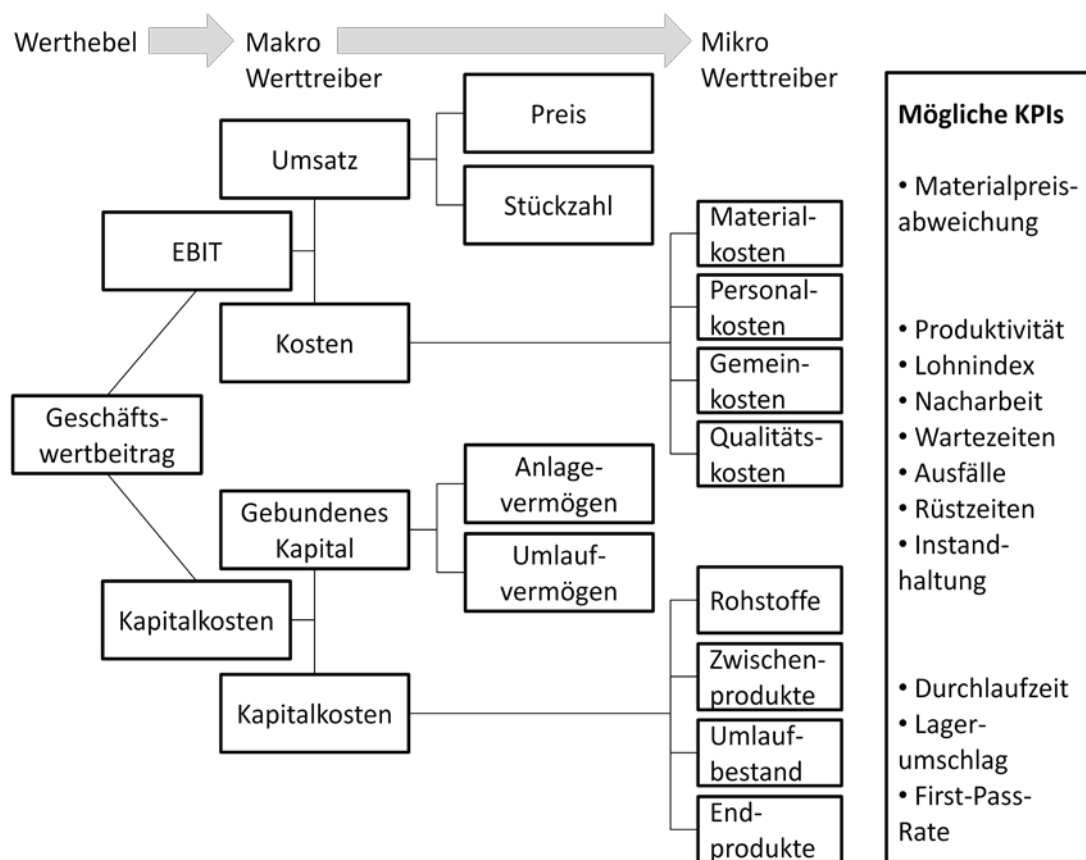 Werthebel
Makro
Werttreiber
Mikro
Werttreiber
Preis
Umsatz
Stückzahl
EBIT
Kosten
Material-
kosten
Personal-
kosten
Gemein-
kosten
Qualitäts-
kosten
Geschäfts-
wertbeitrag
Anlage-
vermögen
Gebundenes
Kapital
Umlauf-
vermögen
Kapitalkosten
Kapitalkosten
Rohstoffe
Zwischen-
produkte
Umlauf-
bestand
End-
produkte
Mögliche KPIs
• Materialpreis-
abweichung
• Produktivität
• Lohnindex
• Nacharbeit
• Wartezeiten
• Ausfälle
• Rüstzeiten
• Instand-
haltung
• Durchlaufzeit
• Lager-
umschlag
• First-Pass-
Rate